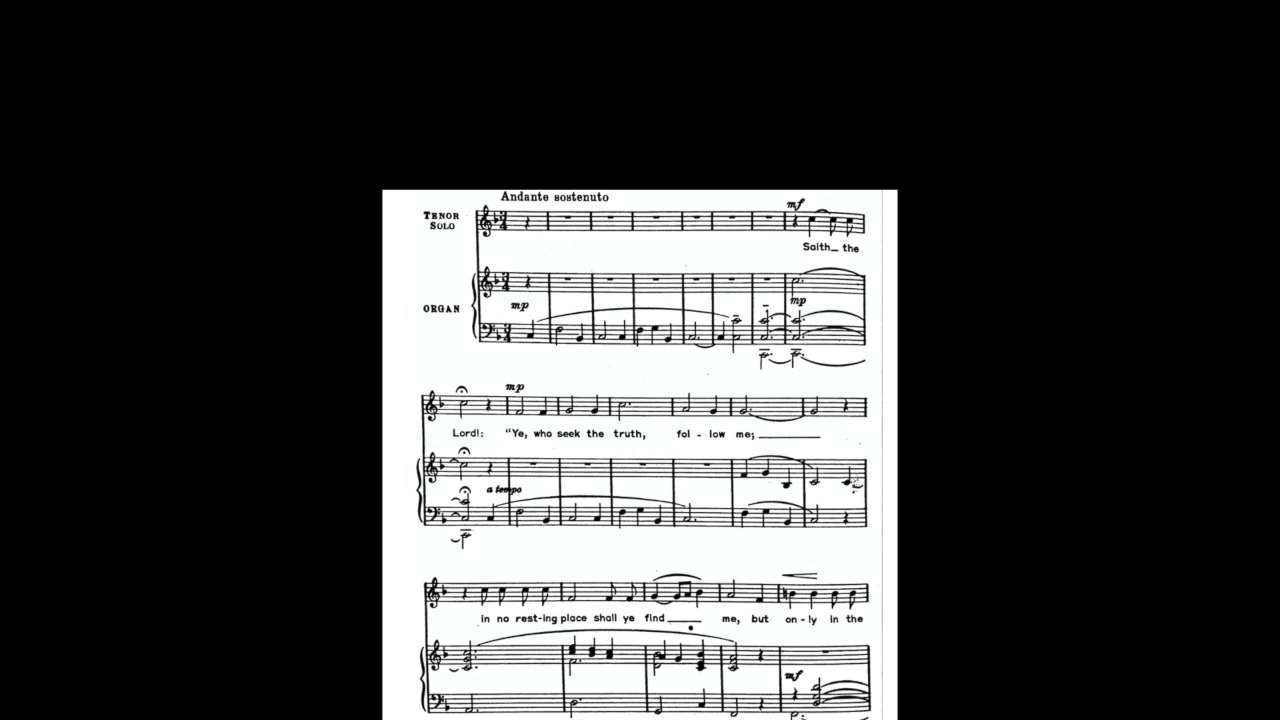 Andante sostenuto
TENOR
SOLO
mf
Saith_ the
mp
mp
ORGAN
mp
Lord!: "Ye, who seek the truth, fol - low me;
a tempo
in no rest-ing place shall ye find me, but on - ly in the
mf